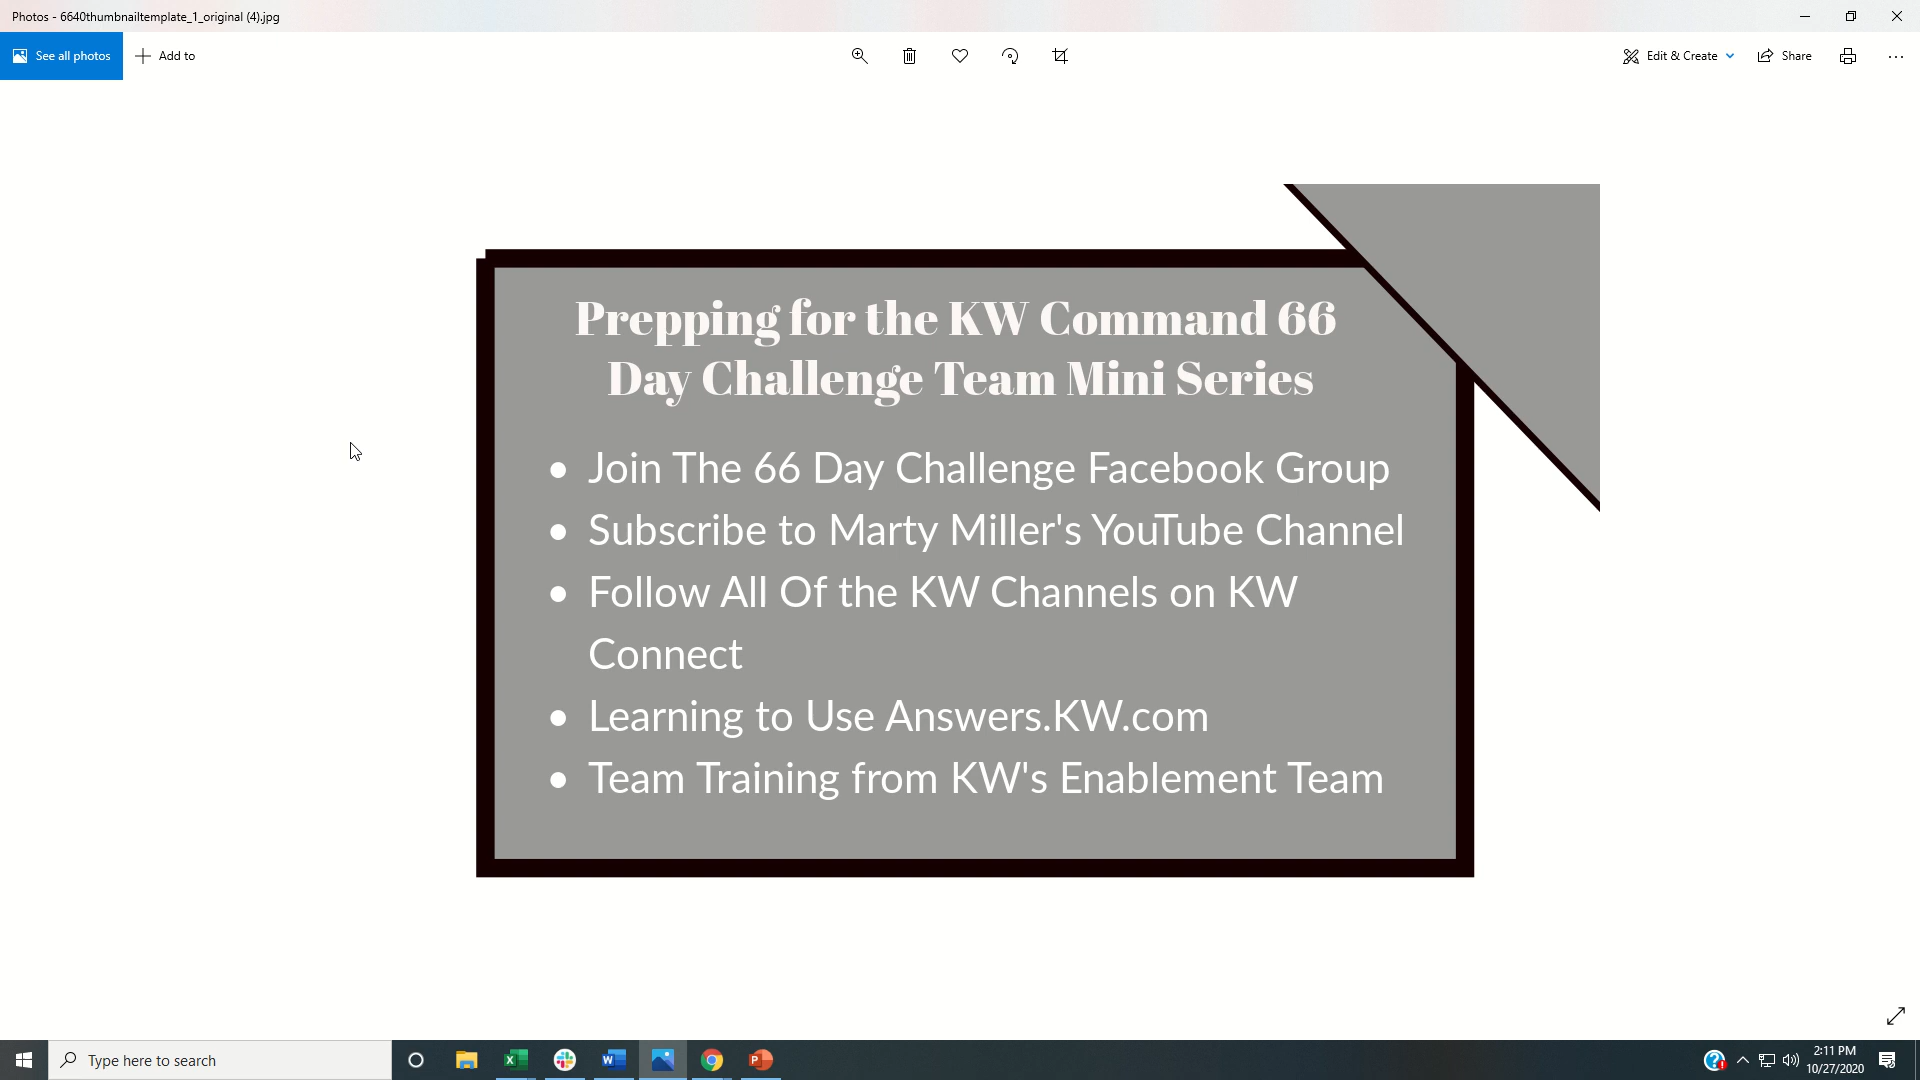 Photos - 6640thumbnailtemplate_1_original (4).jpg
See all photos
Add to
Edit & Create
Share
Prepping for the KW Command 66
Day Challenge Team Mini Series
• Join The 66 Day Challenge Facebook Group
• Subscribe to Marty Miller's YouTube Channel
• Follow All Of the KW Channels on KW
Connect
• Learning to Use Answers.KW.com
• Team Training from KW's Enablement Team
Type here to search
2:11 PM
10/27/2020